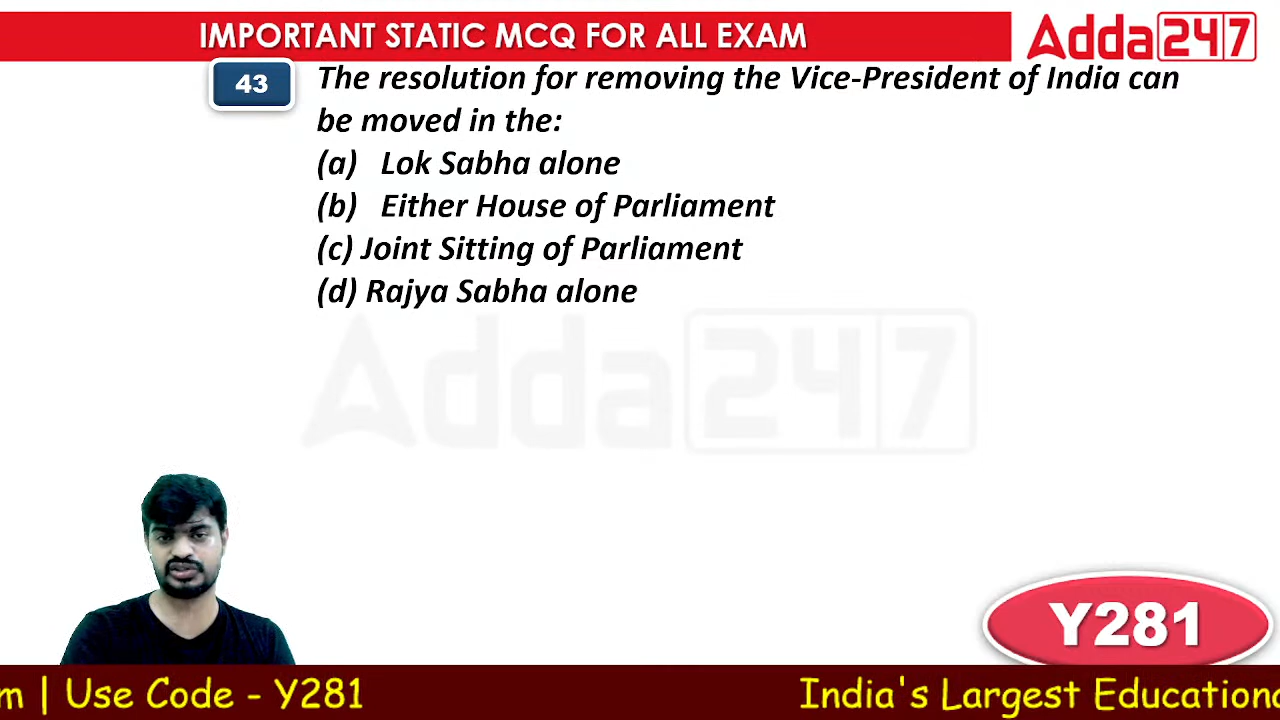 IMPORTANT STATIC MCQ FOR ALL EXAM
Adda247
43
The resolution for removing the Vice-President of India can
be moved in the:
(a) Lok Sabha alone
(b) Either House of Parliament
(c) Joint Sitting of Parliament
(d) Rajya Sabha alone
Adda247
Y281
m | Use Code - Y281
India's Largest Educationa